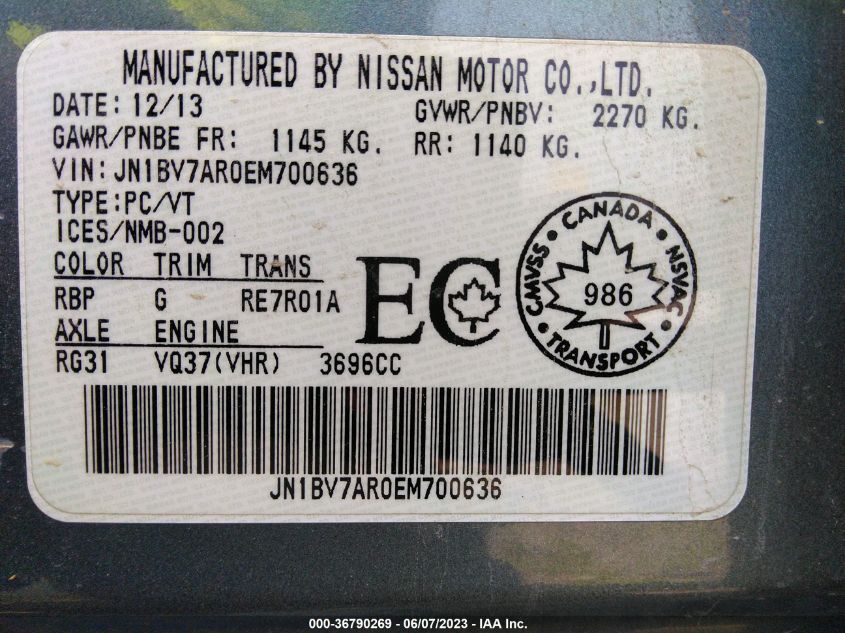 MANUFACTURED BY NISSAN MOTOR CO.,LTD.
DATE: 12/13 GVWR/PNBV: 2270 KG.
GAWR/PNBE FR: 1145 KG. RR: 1140 KG.
VIN: JN1BV7AR0EM700636
TYPE:PC/VT
ICES/NMB-002
COLOR TRIM TRANS
RBP G RE7R01A
AXLE ENGINE
RG31 VQ37(VHR) 3696CC
EC
CANADA
CMVSS
NSVAC
986
TRANSPORT
JN1BV7AR0EM700636
000-36790269 - 06/07/2023 - IAA Inc.